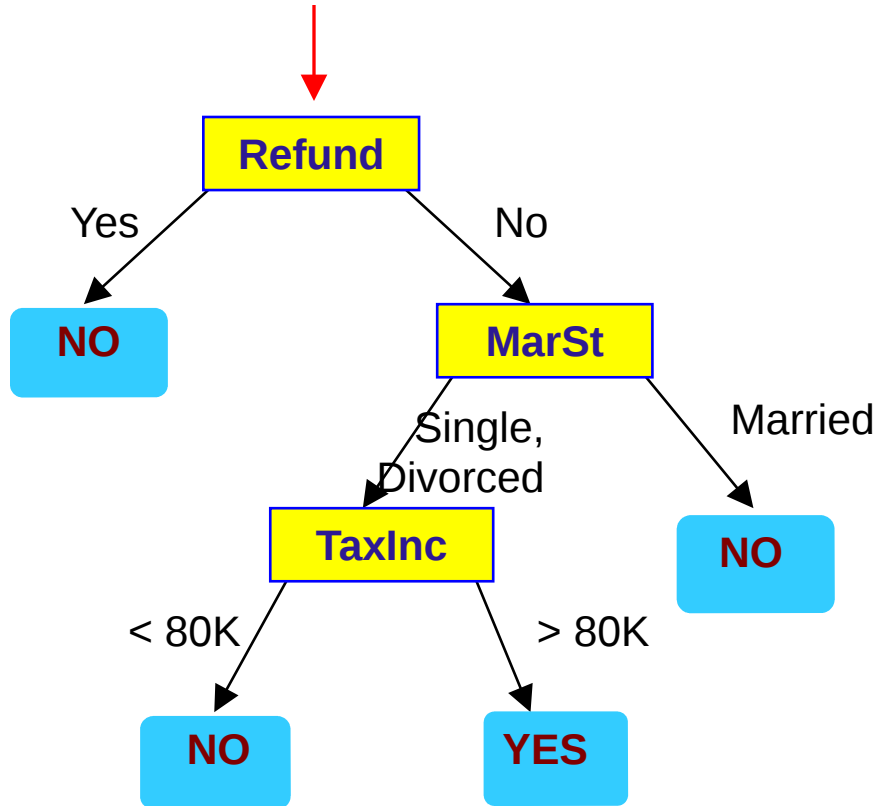 Refund
Yes
No
NO
MarSt
Single,
Divorced
Married
TaxInc
NO
< 80K
> 80K
NO
YES